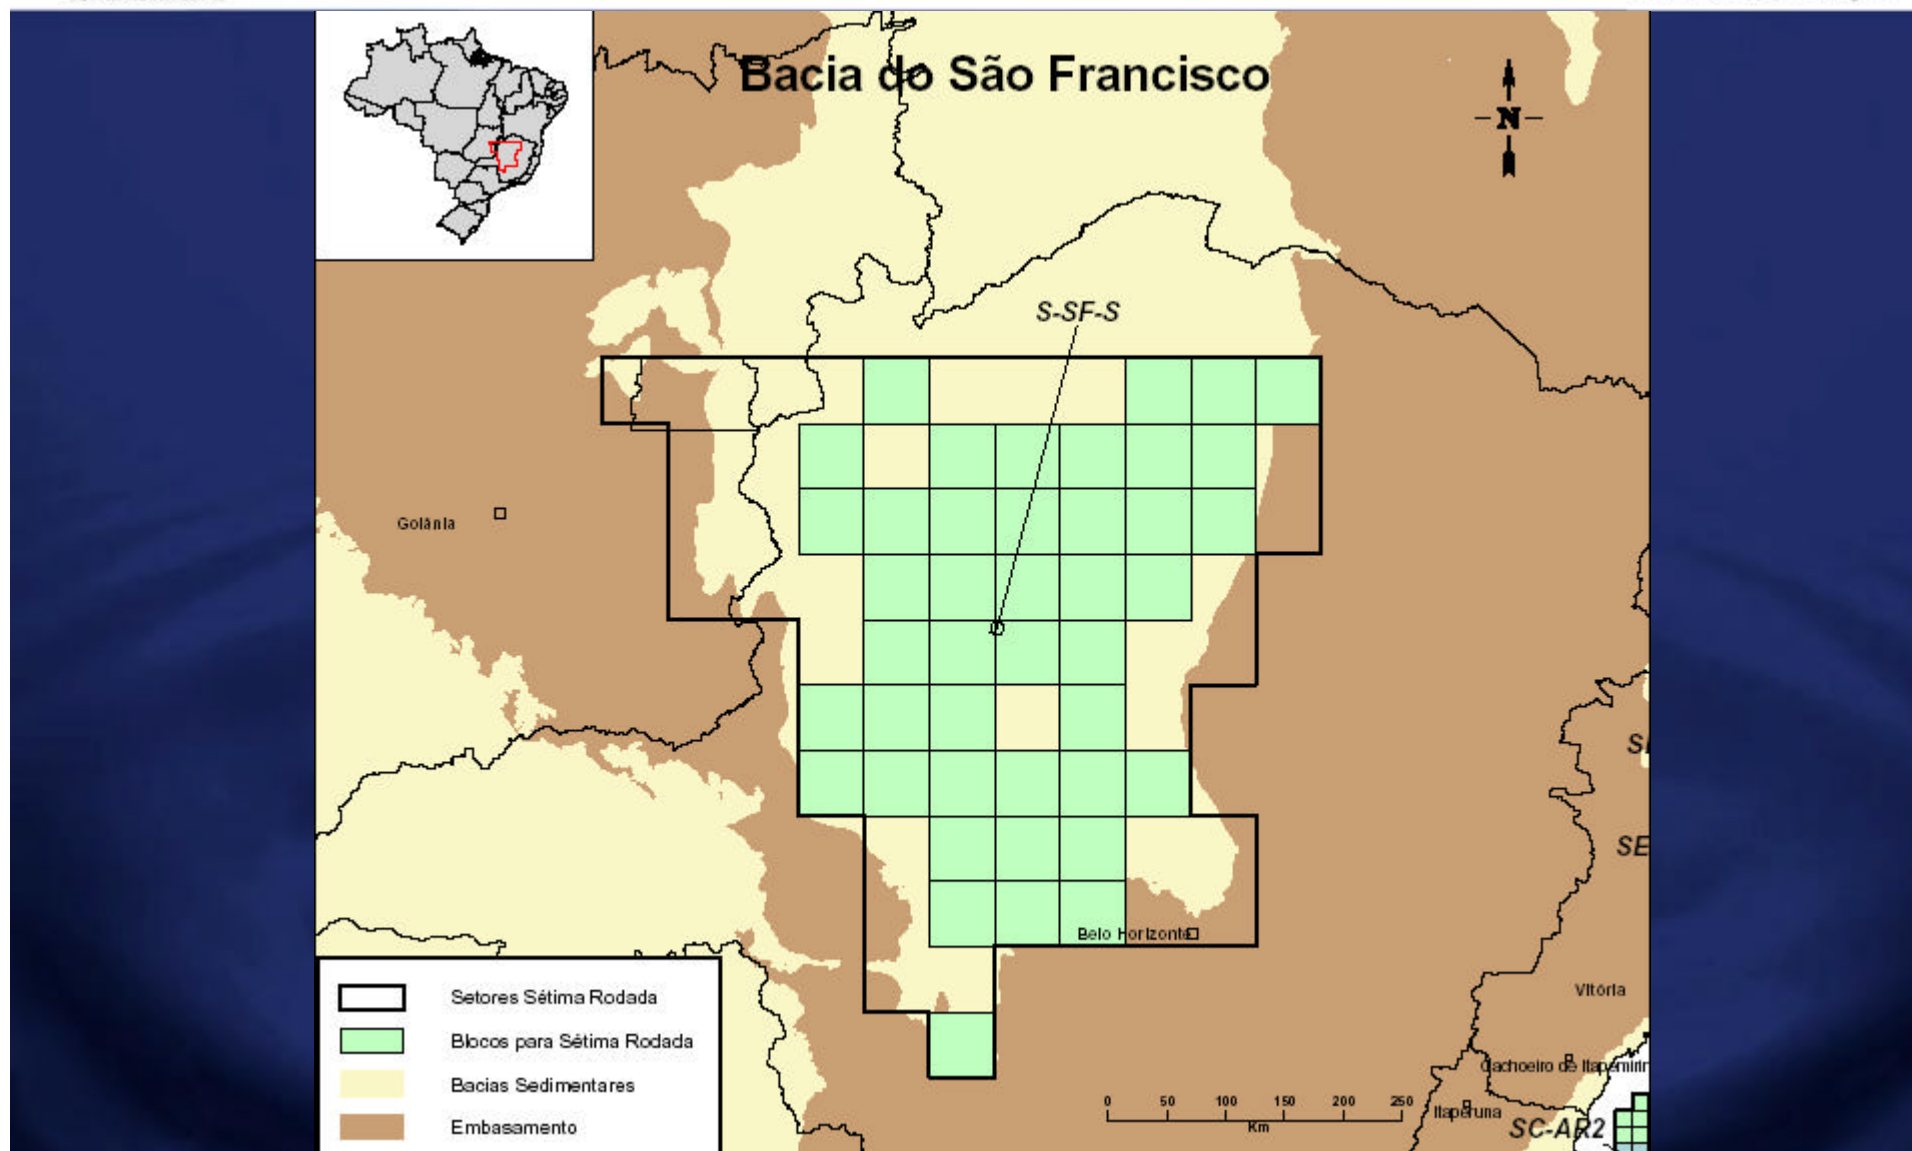 Bacia do São Francisco
N
S-SF-S
Goiânia
SE
Belo Horizonte
Setores Sétima Rodada
Blocos para Sétima Rodada
Bacias Sedimentares
Embasamento
Vitória
Cachoeiro de Itapemirim
0 50 100 150 200 250
Km
Itaperuna
SC-AR2